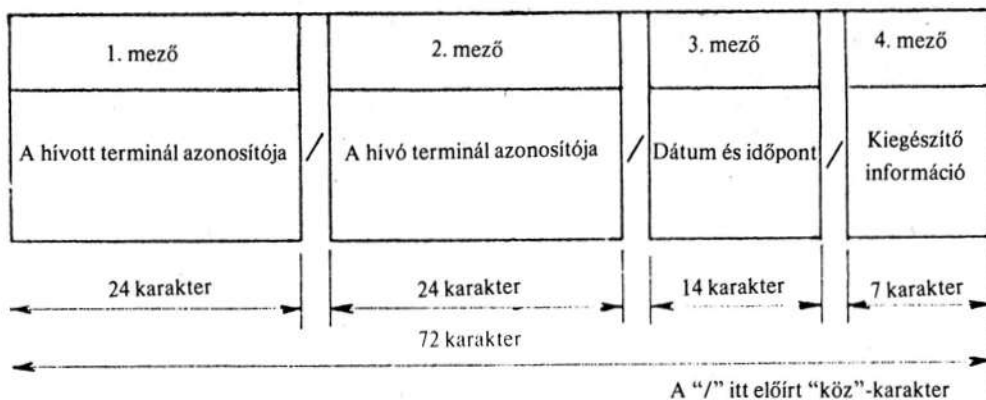 1. mező 2. mező 3. mező 4. mező
A hívott terminál azonosítója / A hívó terminál azonosítója / Dátum és időpont / Kiegészítő
információ
24 karakter 24 karakter 14 karakter 7 karakter
72 karakter
A “/” itt előírt “köz”-karakter